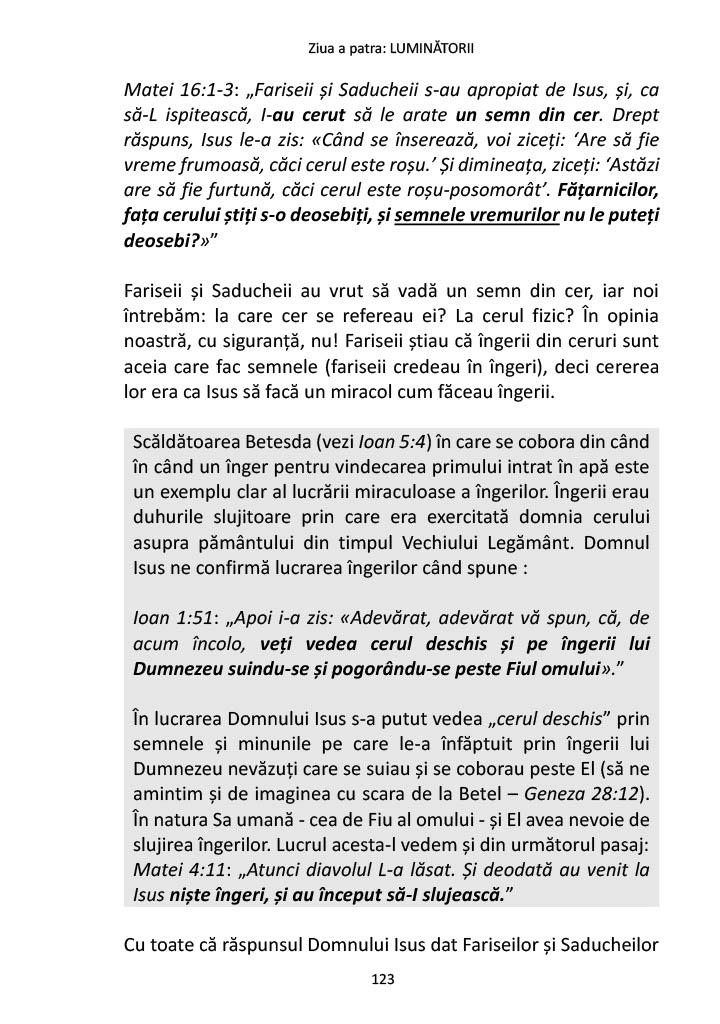 Ziua a patra: LUMINĂTORII
Matei 16:1-3: „Fariseii și Saducheii s-au apropiat de Isus, și, ca
să-L ispitească, I-au cerut să le arate un semn din cer. Drept
răspuns, Isus le-a zis: «Când se înserează, voi ziceți: ‘Are să fie
vreme frumoasă, căci cerul este roșu.’ Și dimineața, ziceți: ‘Astăzi
are să fie furtună, căci cerul este roșu-posomorât’. Fățarnicilor,
fața cerului știți s-o deosebiți, și semnele vremurilor nu le puteți
deosebi?»”
Fariseii și Saducheii au vrut să vadă un semn din cer, iar noi
întrebăm: la care cer se refereau ei? La cerul fizic? În opinia
noastră, cu siguranță, nu! Fariseii știau că îngerii din ceruri sunt
aceia care fac semnele (fariseii credeau în îngeri), deci cererea
lor era ca Isus să facă un miracol cum făceau îngerii.
Scăldătoarea Betesda (vezi Ioan 5:4) în care se cobora din când
în când un înger pentru vindecarea primului intrat în apă este
un exemplu clar al lucrării miraculoase a îngerilor. Îngerii erau
duhurile slujitoare prin care era exercitată domnia cerului
asupra pământului din timpul Vechiului Legământ. Domnul
Isus ne confirmă lucrarea îngerilor când spune :
Ioan 1:51: „Apoi i-a zis: «Adevărat, adevărat vă spun, că, de
acum încolo, veți vedea cerul deschis și pe îngerii lui
Dumnezeu suindu-se și pogorându-se peste Fiul omului».”
În lucrarea Domnului Isus s-a putut vedea „cerul deschis” prin
semnele și minunile pe care le-a înfăptuit prin îngerii lui
Dumnezeu nevăzuți care se suiau și se coborau peste El (să ne
amintim și de imaginea cu scara de la Betel – Geneza 28:12).
În natura Sa umană - cea de Fiu al omului - și El avea nevoie de
slujirea îngerilor. Lucrul acesta-l vedem și din următorul pasaj:
Matei 4:11: „Atunci diavolul L-a lăsat. Și deodată au venit la
Isus niște îngeri, și au început să-I slujească.”
Cu toate că răspunsul Domnului Isus dat Fariseilor și Saducheilor
123